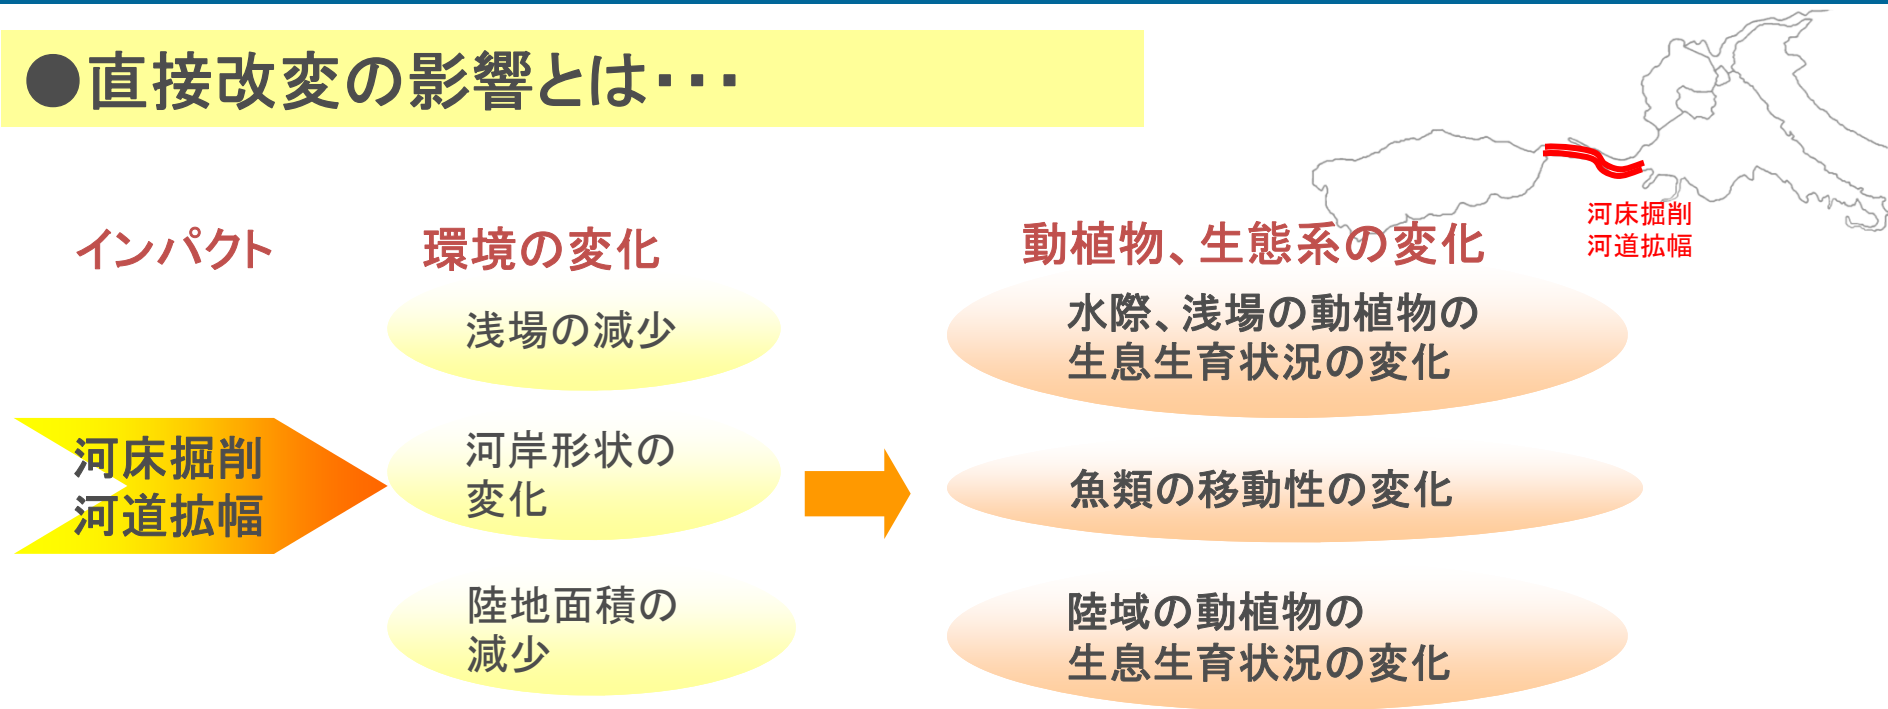 ●直接改変の影響とは・・・
河床掘削
河道拡幅
インパクト
環境の変化
動植物、生態系の変化
浅場の減少
水際、浅場の動植物の
生息生育状況の変化
河床掘削
河道拡幅
河岸形状の
変化
魚類の移動性の変化
陸地面積の
減少
陸域の動植物の
生息生育状況の変化